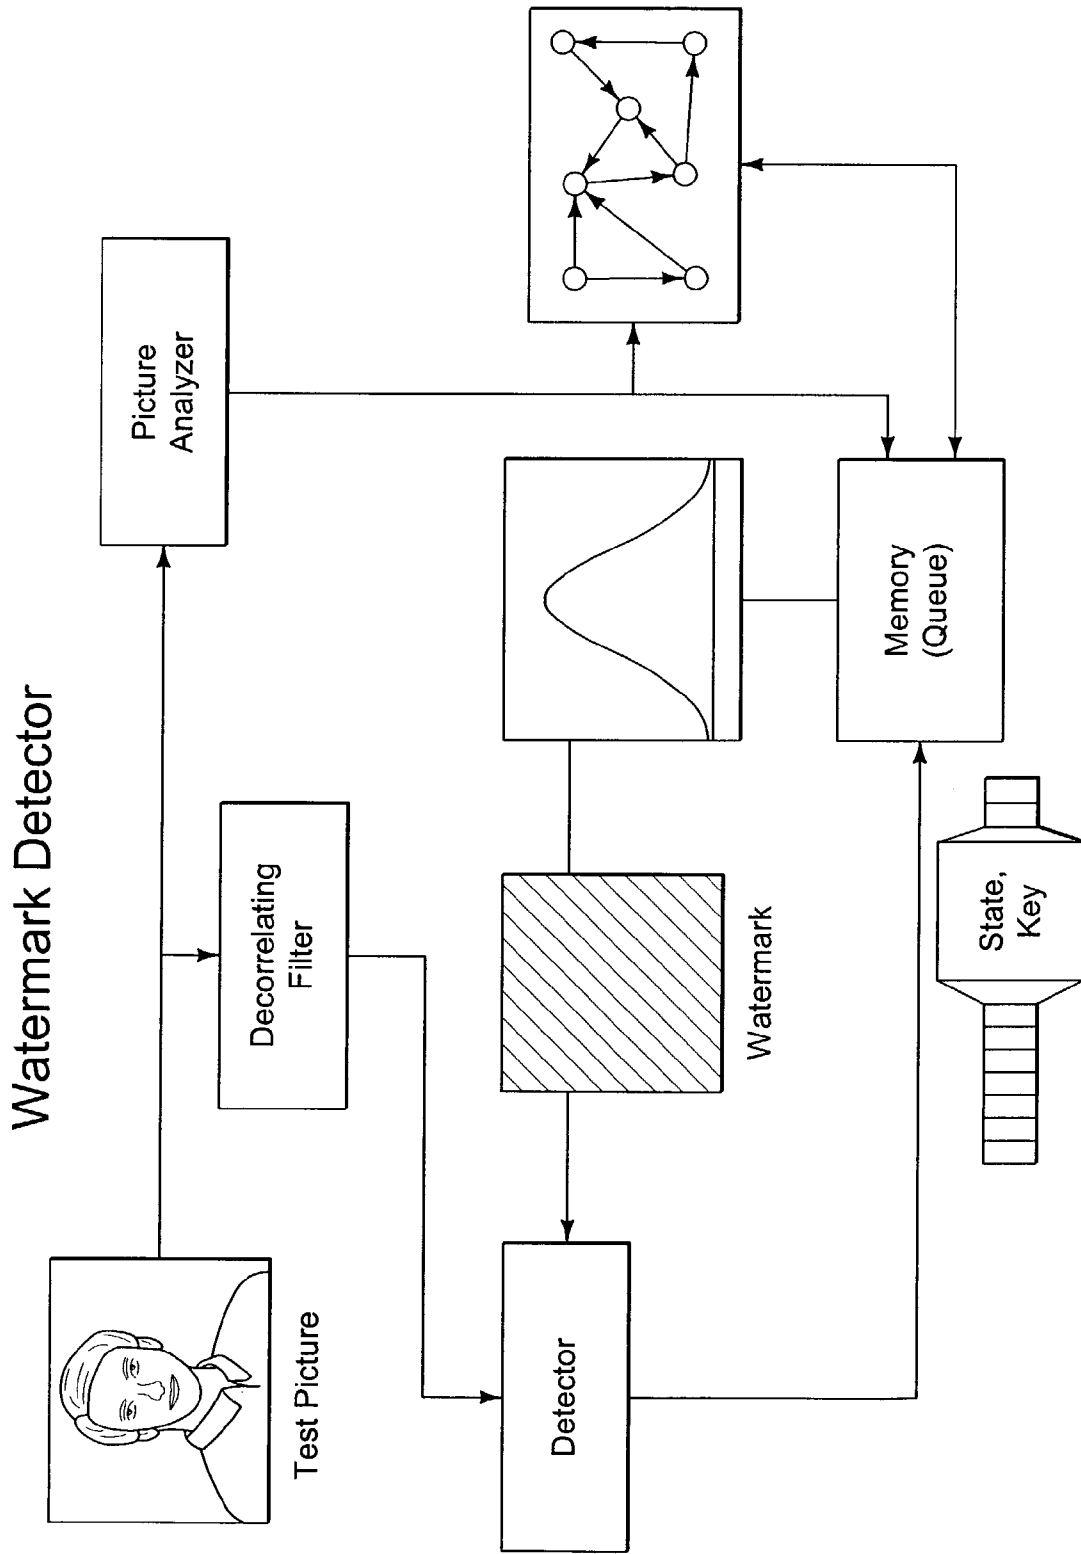 Watermark Detector
Test Picture
Decorrelating
Filter
Picture
Analyzer
Detector
Watermark
Memory
(Queue)
State,
Key